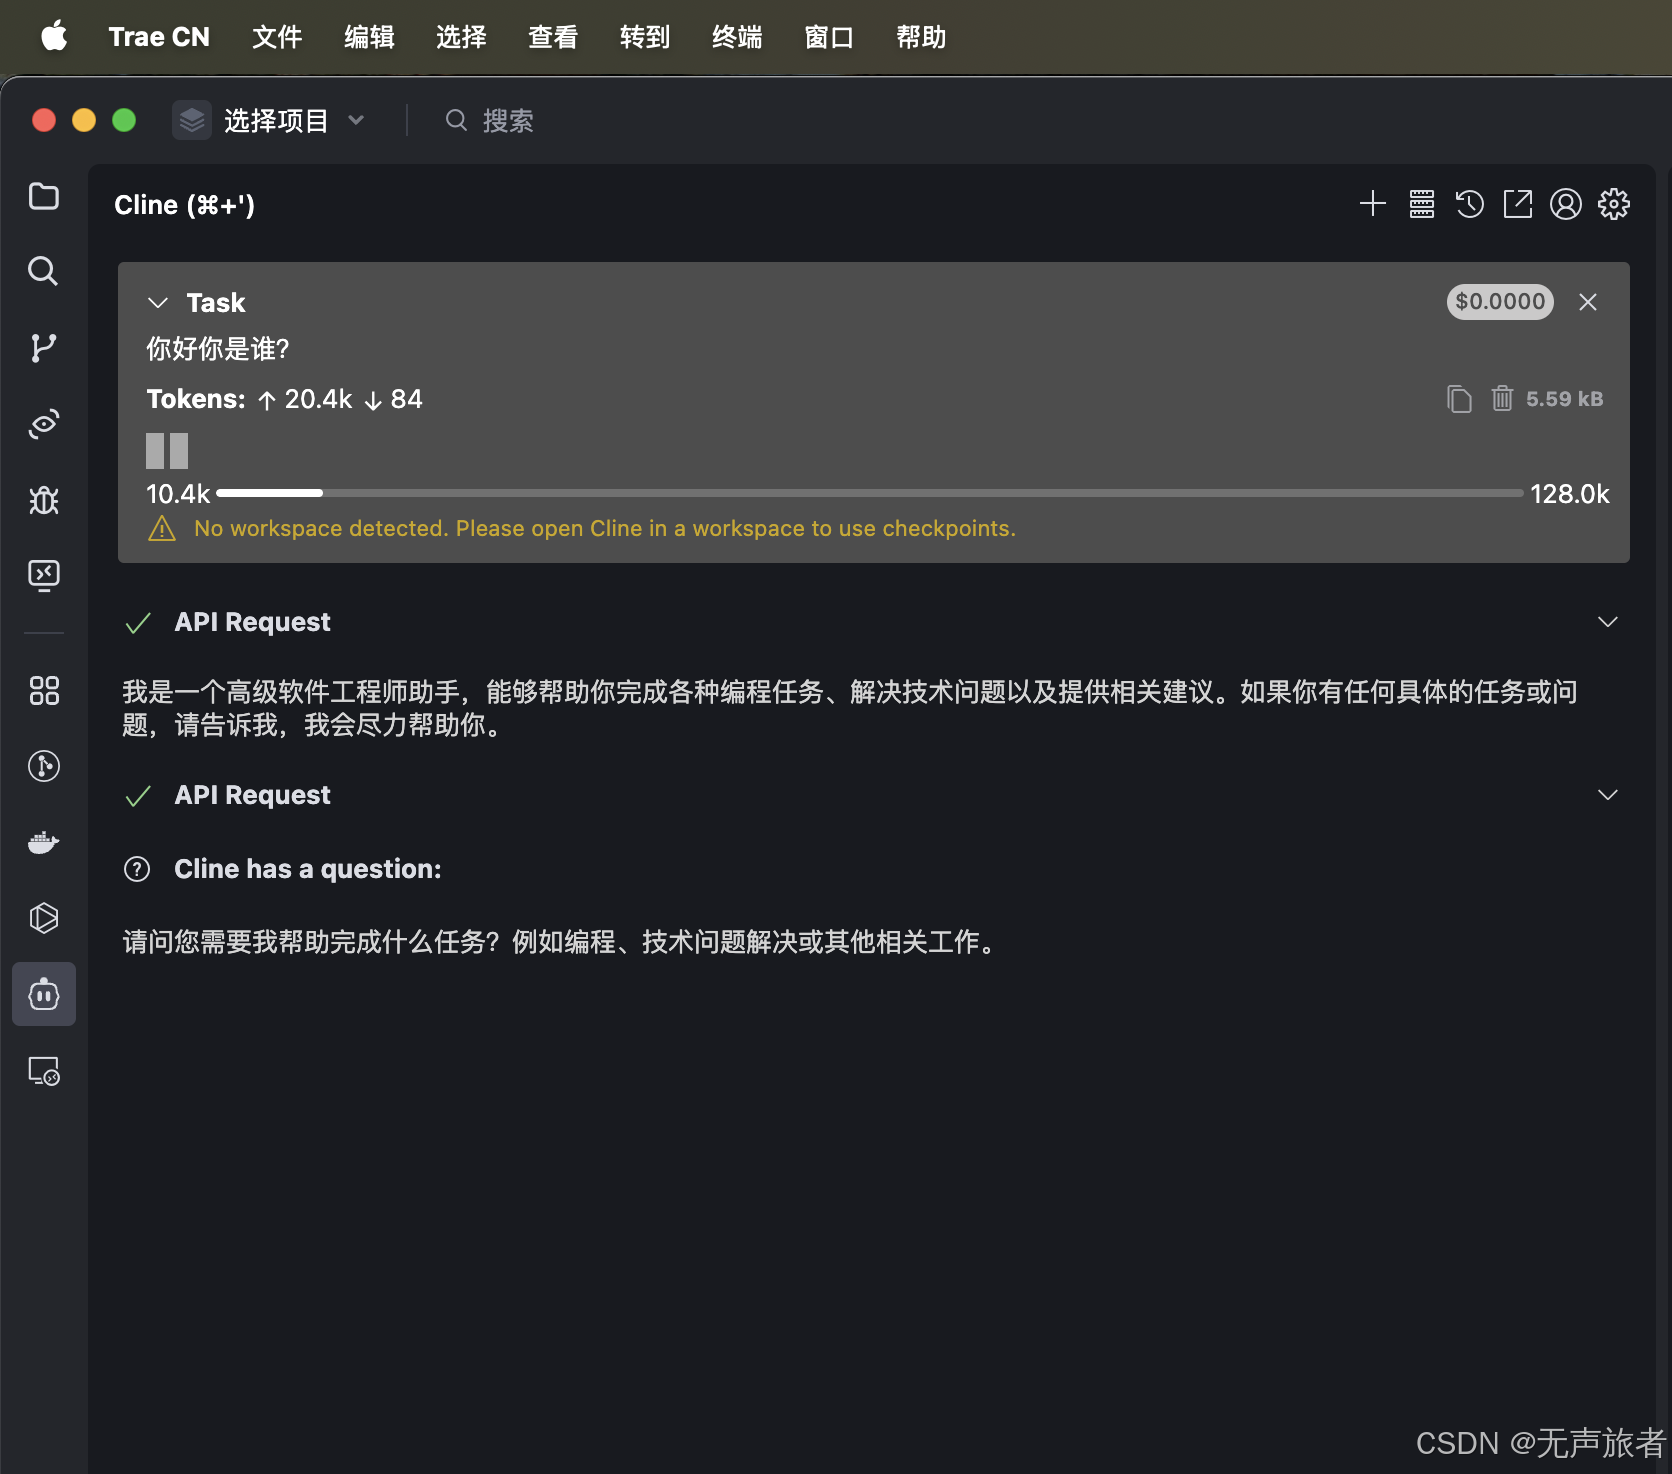 Trae CN 文件 编辑 选择 查看 转到 终端 窗口 帮助
选择项目 搜索
Cline (⌘+')
Task $0.0000
你好你是谁?
Tokens: ↑ 20.4k ↓ 84 5.59 kB
10.4k 128.0k
No workspace detected. Please open Cline in a workspace to use checkpoints.
API Request
我是一个高级软件工程师助手，能够帮助你完成各种编程任务、解决技术问题以及提供相关建议。如果你有任何具体的任务或问
题，请告诉我，我会尽力帮助你。
API Request
Cline has a question:
请问您需要我帮助完成什么任务？例如编程、技术问题解决或其他相关工作。
CSDN @无声旅者